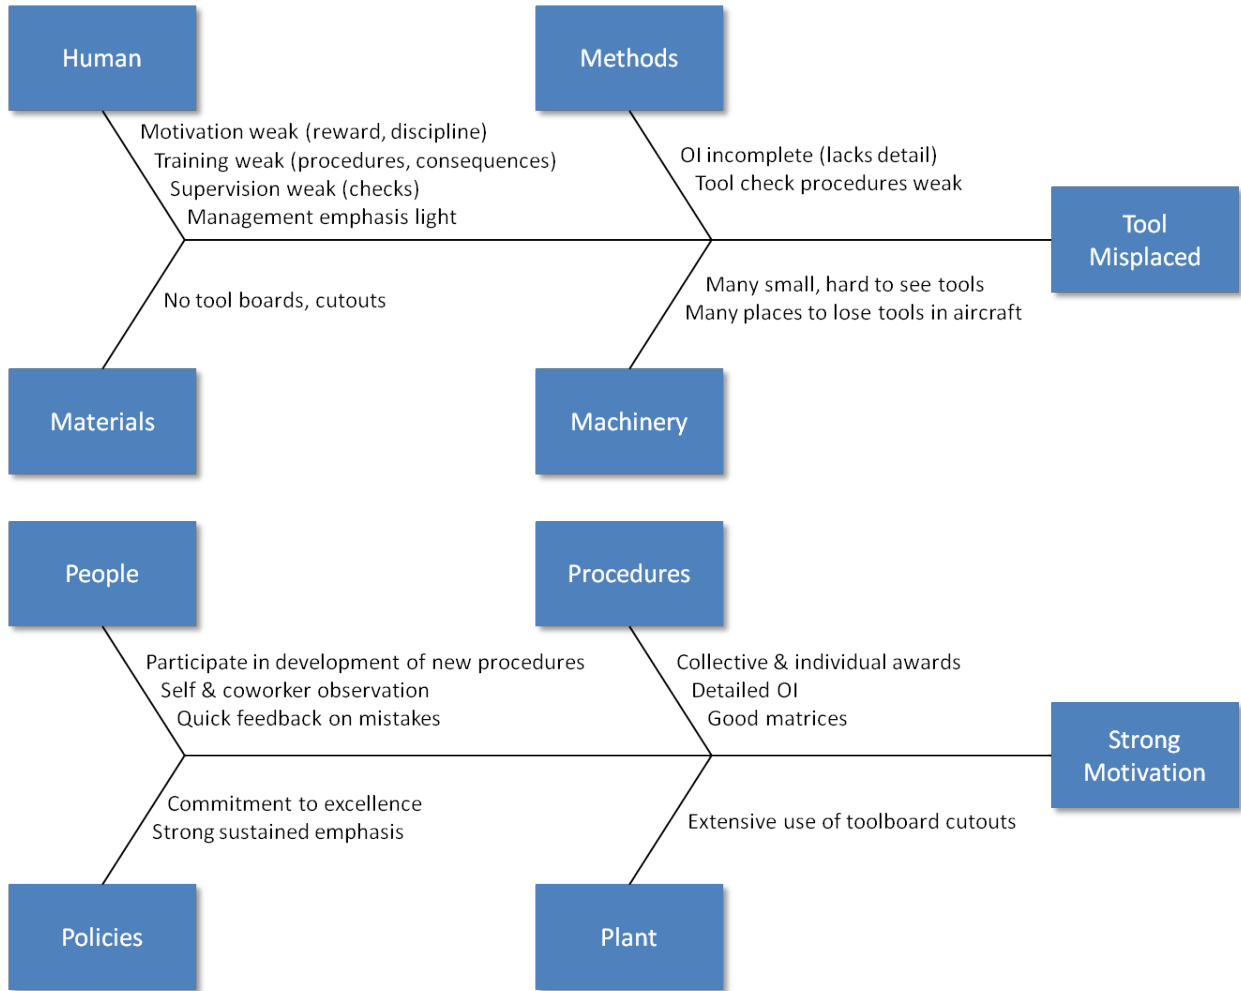 Human
Methods
Motivation weak (reward, discipline)
Training weak (procedures, consequences)
Supervision weak (checks)
Management emphasis light
OI incomplete (lacks detail)
Tool check procedures weak
Tool
Misplaced
No tool boards, cutouts
Many small, hard to see tools
Many places to lose tools in aircraft
Materials
Machinery
People
Procedures
Participate in development of new procedures
Self & coworker observation
Quick feedback on mistakes
Collective & individual awards
Detailed OI
Good matrices
Strong
Motivation
Commitment to excellence
Strong sustained emphasis
Extensive use of toolboard cutouts
Policies
Plant